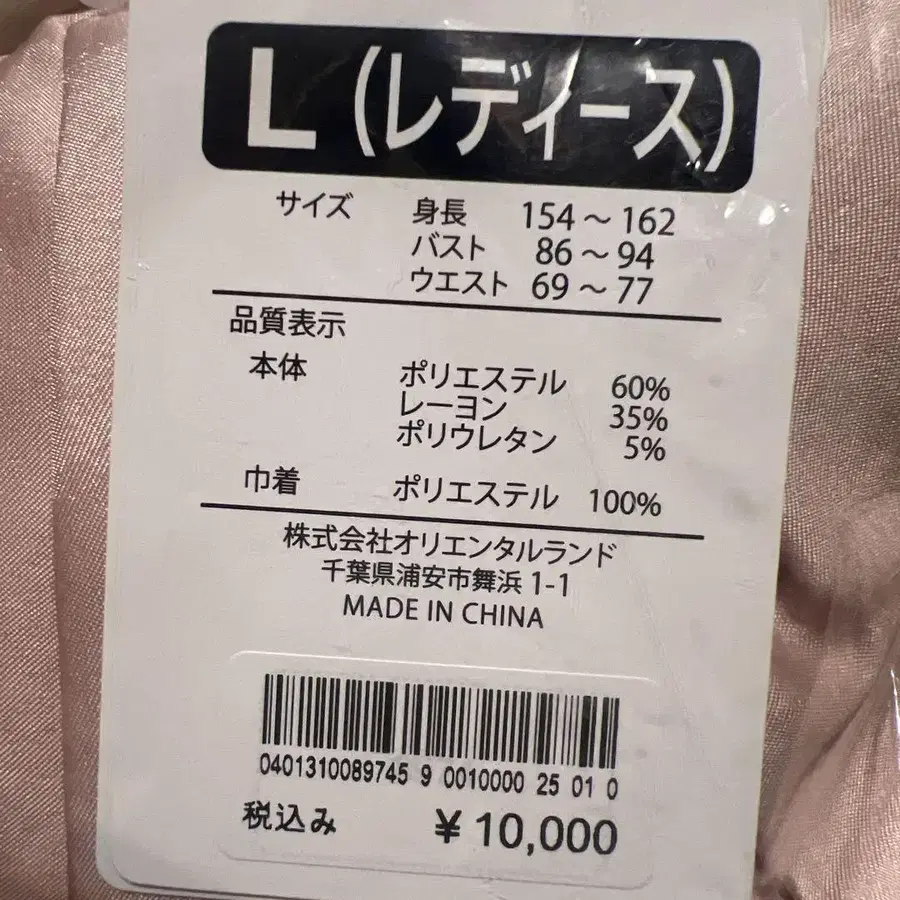 L (レディース)
サイズ 身長 154～162
バスト 86～94
ウエスト 69～77
品質表示
本体 ポリエステル 60%
レーヨン 35%
ポリウレタン 5%
巾着 ポリエステル 100%
株式会社オリエンタルランド
千葉県浦安市舞浜 1-1
MADE IN CHINA
0401310089745 9 0010000 25 01 0
税込み ¥10,000